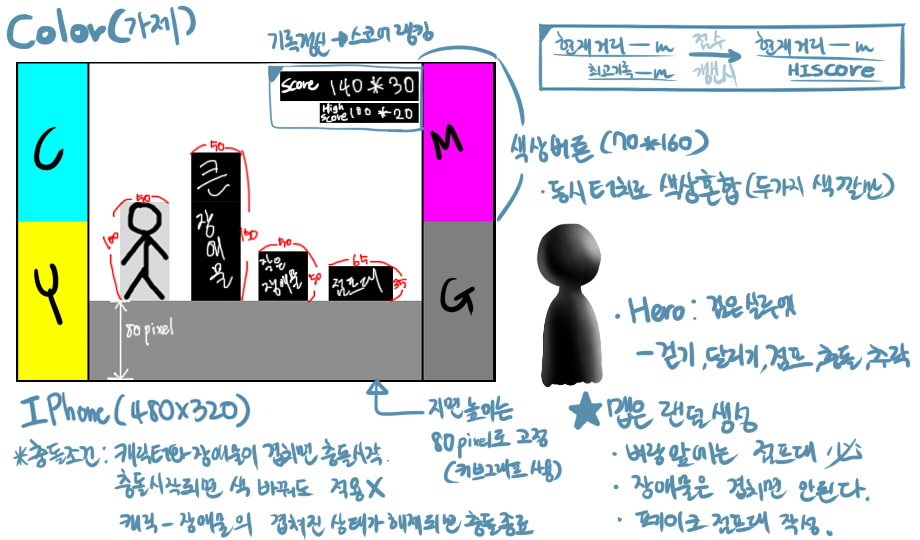 Color(가제)
기록갱신→스코어 랭킹
현재거리—m 점수 갱신시 현재거리—m
최고기록—m HISCORE
C
M
Y
G
Score 140*30
High Score 180*20
50
큰 장애물
150
50
100
50
작은 장애물
50
65
점프대
35
80pixel
색상버튼 (70*160)
·동시터치로 색상혼합(두가지 색깔만)
·Hero: 검은실루엣
-걷기,달리기,점프,충돌,추락
IPhone(480X320)
지면높이는
80pixel로 고정
(큐브그래프 사용)
★맵은 랜덤생성
·벼랑앞에는 점프대
·장애물은 겹치면 안된다.
·페이크 점프대 작성.
*충돌조건: 캐릭터와 장애물이 겹치면 충돌시작.
충돌시작되면 색 바꿔도 적용X
캐릭-장애물의 겹쳐진 상태가 해제되면 충돌종료